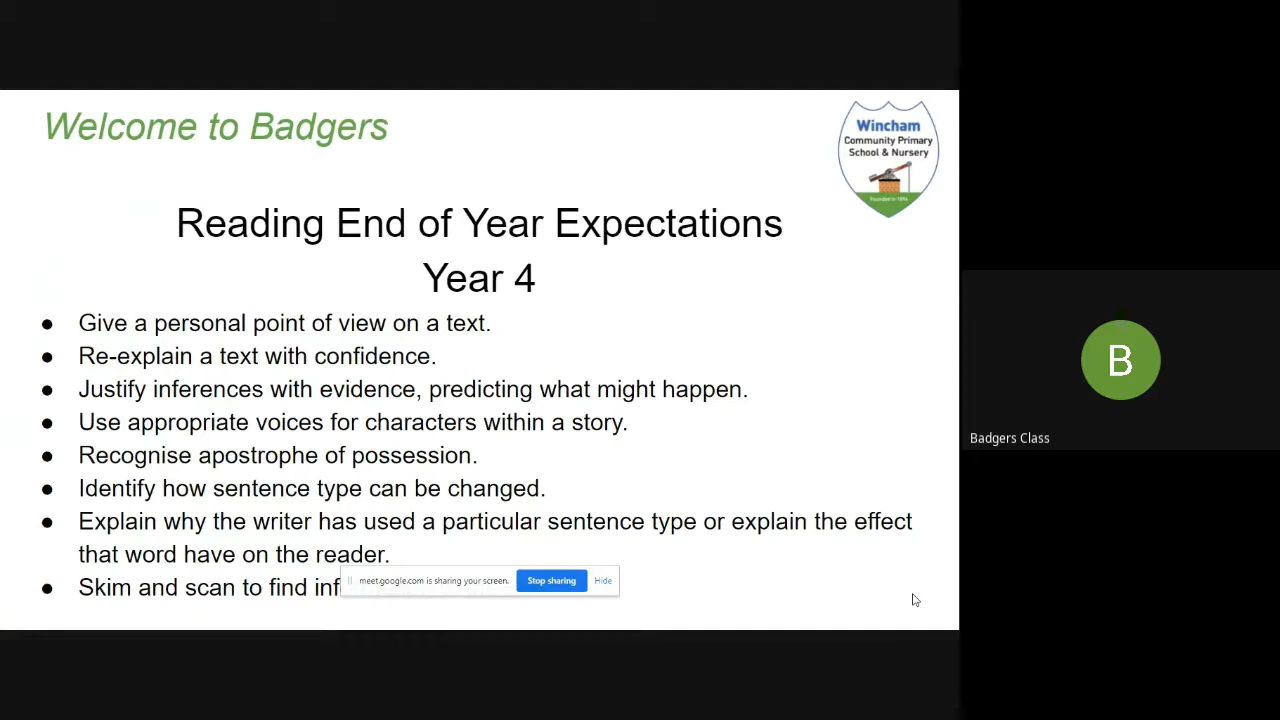 Welcome to Badgers
Wincham
Community Primary
School & Nursery
Founded in 1894
Reading End of Year Expectations
Year 4
● Give a personal point of view on a text.
● Re-explain a text with confidence.
● Justify inferences with evidence, predicting what might happen.
● Use appropriate voices for characters within a story.
● Recognise apostrophe of possession.
● Identify how sentence type can be changed.
● Explain why the writer has used a particular sentence type or explain the effect
that word have on the reader.
● Skim and scan to find
meet.google.com is sharing your screen.
Stop sharing
Hide
B
Badgers Class